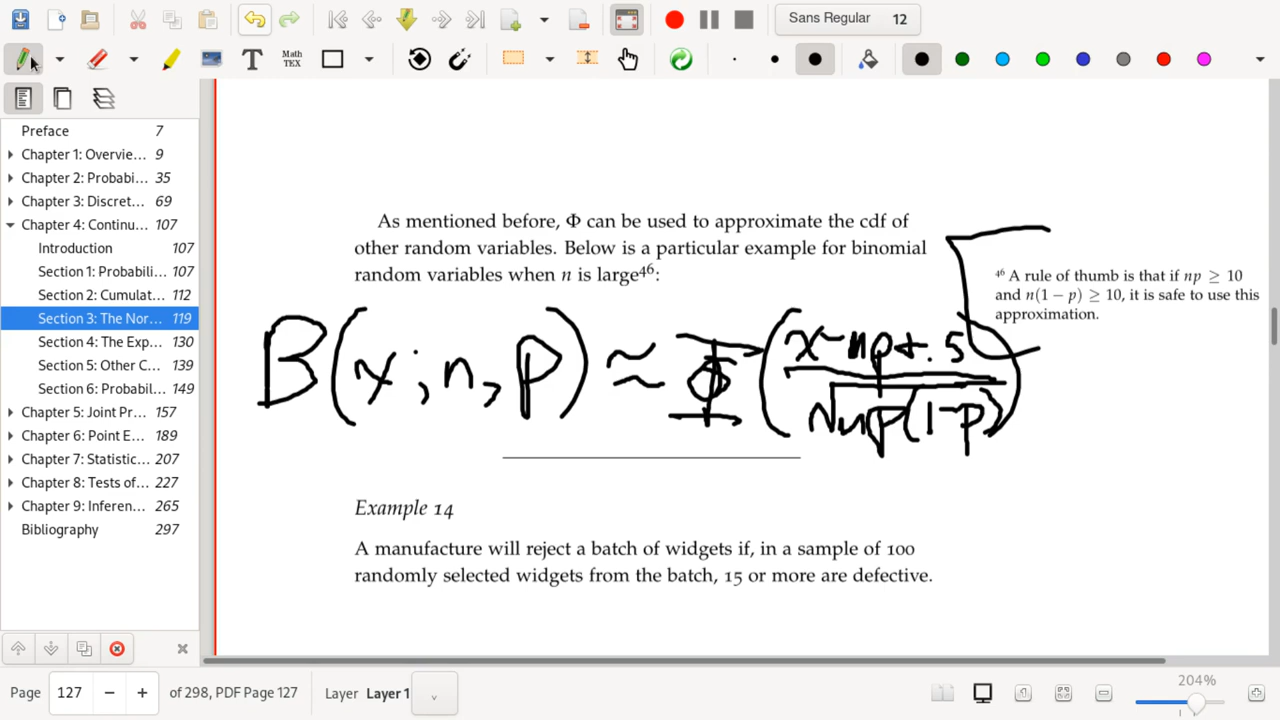 Sans Regular 12
T Math TEX
Preface 7
Chapter 1: Overvie... 9
Chapter 2: Probabi... 35
Chapter 3: Discret... 69
Chapter 4: Continu... 107
Introduction 107
Section 1: Probabili... 107
Section 2: Cumulat... 112
Section 3: The Nor... 119
Section 4: The Exp... 130
Section 5: Other C... 139
Section 6: Probabil... 149
Chapter 5: Joint Pr... 157
Chapter 6: Point E... 189
Chapter 7: Statistic... 207
Chapter 8: Tests of... 227
Chapter 9: Inferen... 265
Bibliography 297
As mentioned before, Φ can be used to approximate the cdf of
other random variables. Below is a particular example for binomial
random variables when n is large⁴⁶:
⁴⁶ A rule of thumb is that if np ≥ 10
and n(1 − p) ≥ 10, it is safe to use this
approximation.
B(x; n, p) ≈ Φ((x − np + .5)/√np(1−p))
Example 14
A manufacture will reject a batch of widgets if, in a sample of 100
randomly selected widgets from the batch, 15 or more are defective.
Page 127 − + of 298, PDF Page 127 Layer Layer 1 204%